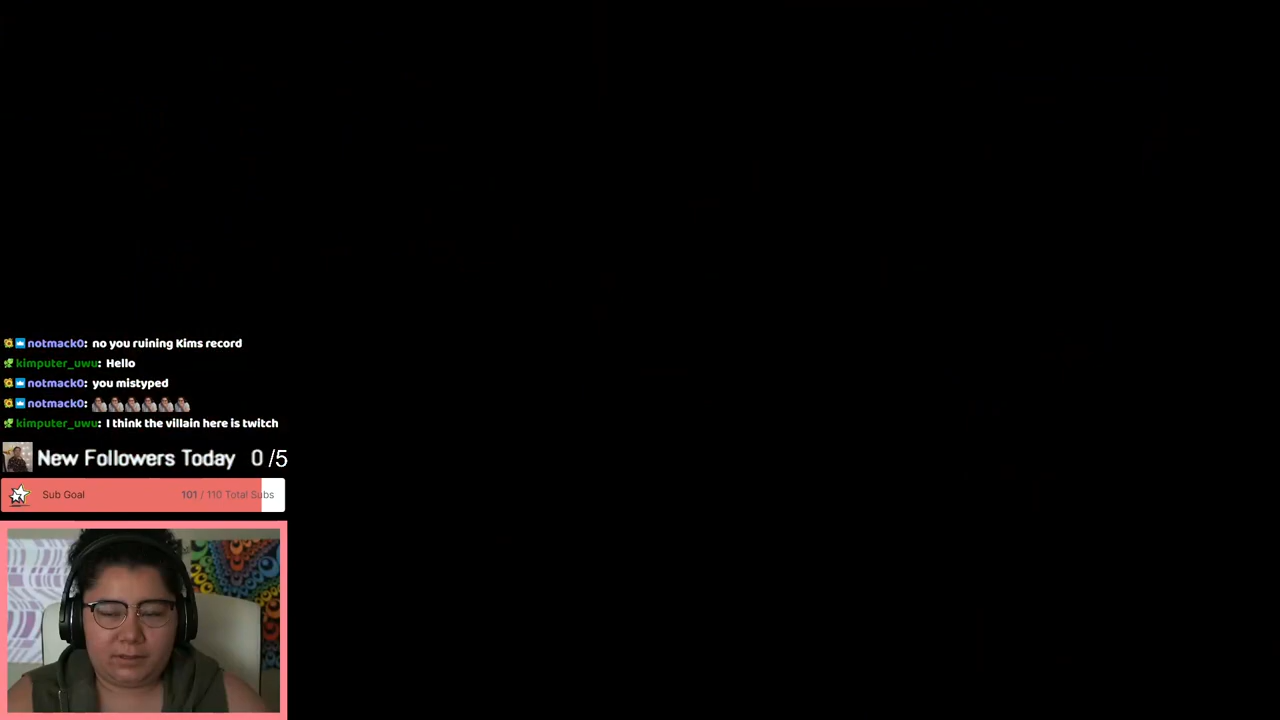 notmack0: no you ruining Kims record
kimputer_uwu: Hello
notmack0: you mistyped
notmack0:
kimputer_uwu: I think the villain here is twitch
New Followers Today 0 /5
Sub Goal 101 / 110 Total Subs